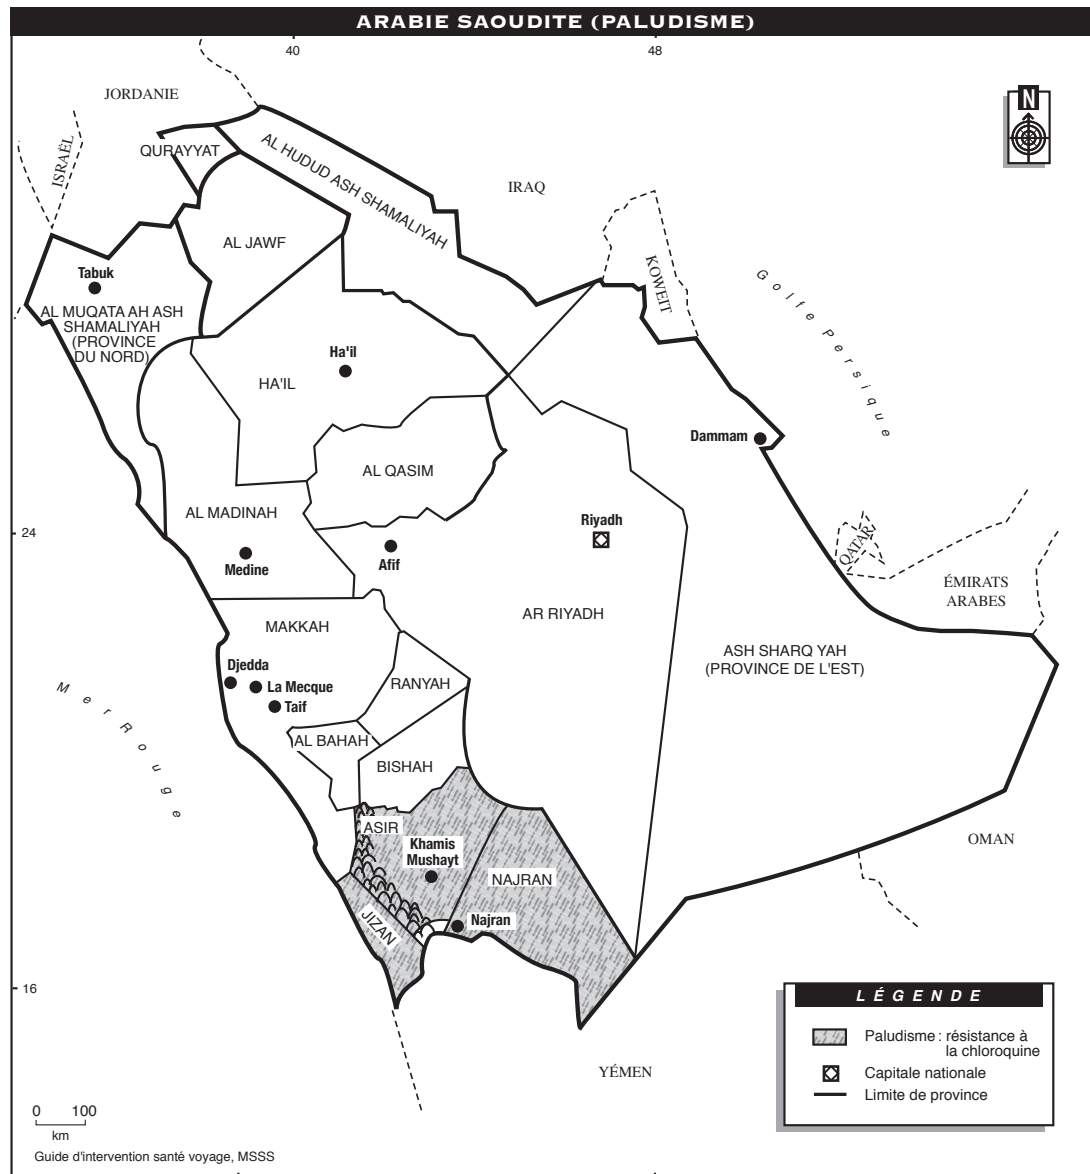 ARABIE SAOUDITE (PALUDISME)
40
48
N
JORDANIE
ISRAËL
QURAYYAT
AL HUDUD ASH SHAMALIYAH
IRAQ
AL JAWF
KOWEIT
Golfe Persique
Tabuk
AL MUQATA AH ASH
SHAMALIYAH
(PROVINCE
DU NORD)
Ha'il
HA'IL
Dammam
AL QASIM
AL MADINAH
24
Riyadh
Medine
Afif
QATAR
ÉMIRATS
ARABES
AR RIYADH
MAKKAH
ASH SHARQ YAH
(PROVINCE DE L'EST)
Djedda
La Mecque
Taif
RANYAH
Mer Rouge
AL BAHAH
BISHAH
ASIR
Khamis
Mushayt
OMAN
NAJRAN
JIZAN
Najran
16
LÉGENDE
Paludisme : résistance à
la chloroquine
Capitale nationale
Limite de province
YÉMEN
0 100
km
Guide d'intervention santé voyage, MSSS